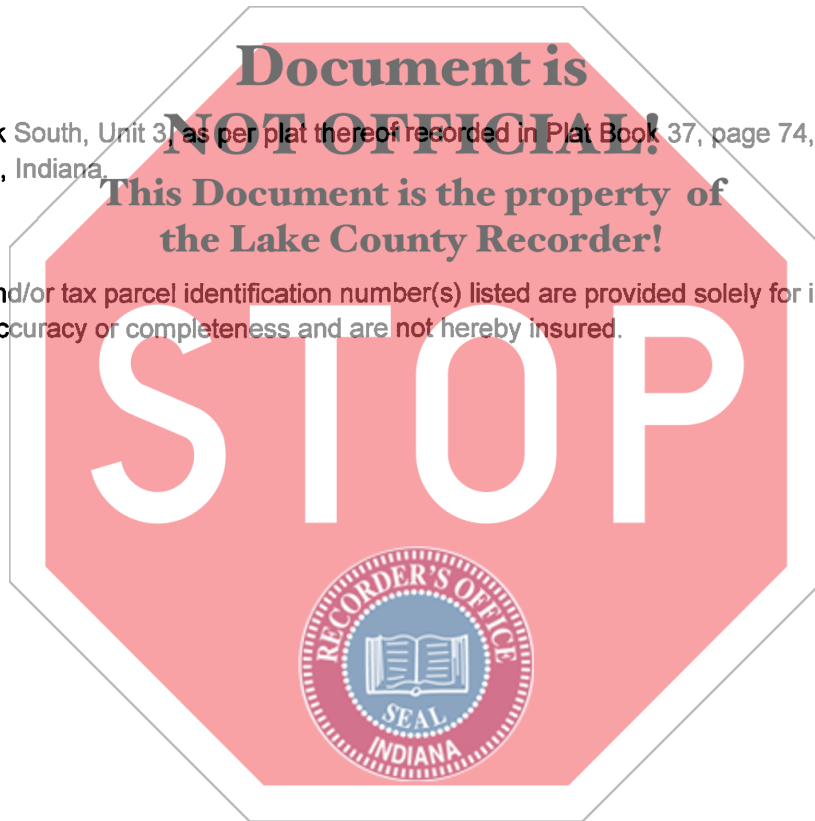 Document is
k South, Unit 3, as per plat thereof recorded in Plat Book 37, page 74,
NOT OFFICIAL!
, Indiana.
This Document is the property of
the Lake County Recorder!
nd/or tax parcel identification number(s) listed are provided solely for i
ccuracy or completeness and are not hereby insured.
STOP
RECORDER'S OFFICE
SEAL
INDIANA